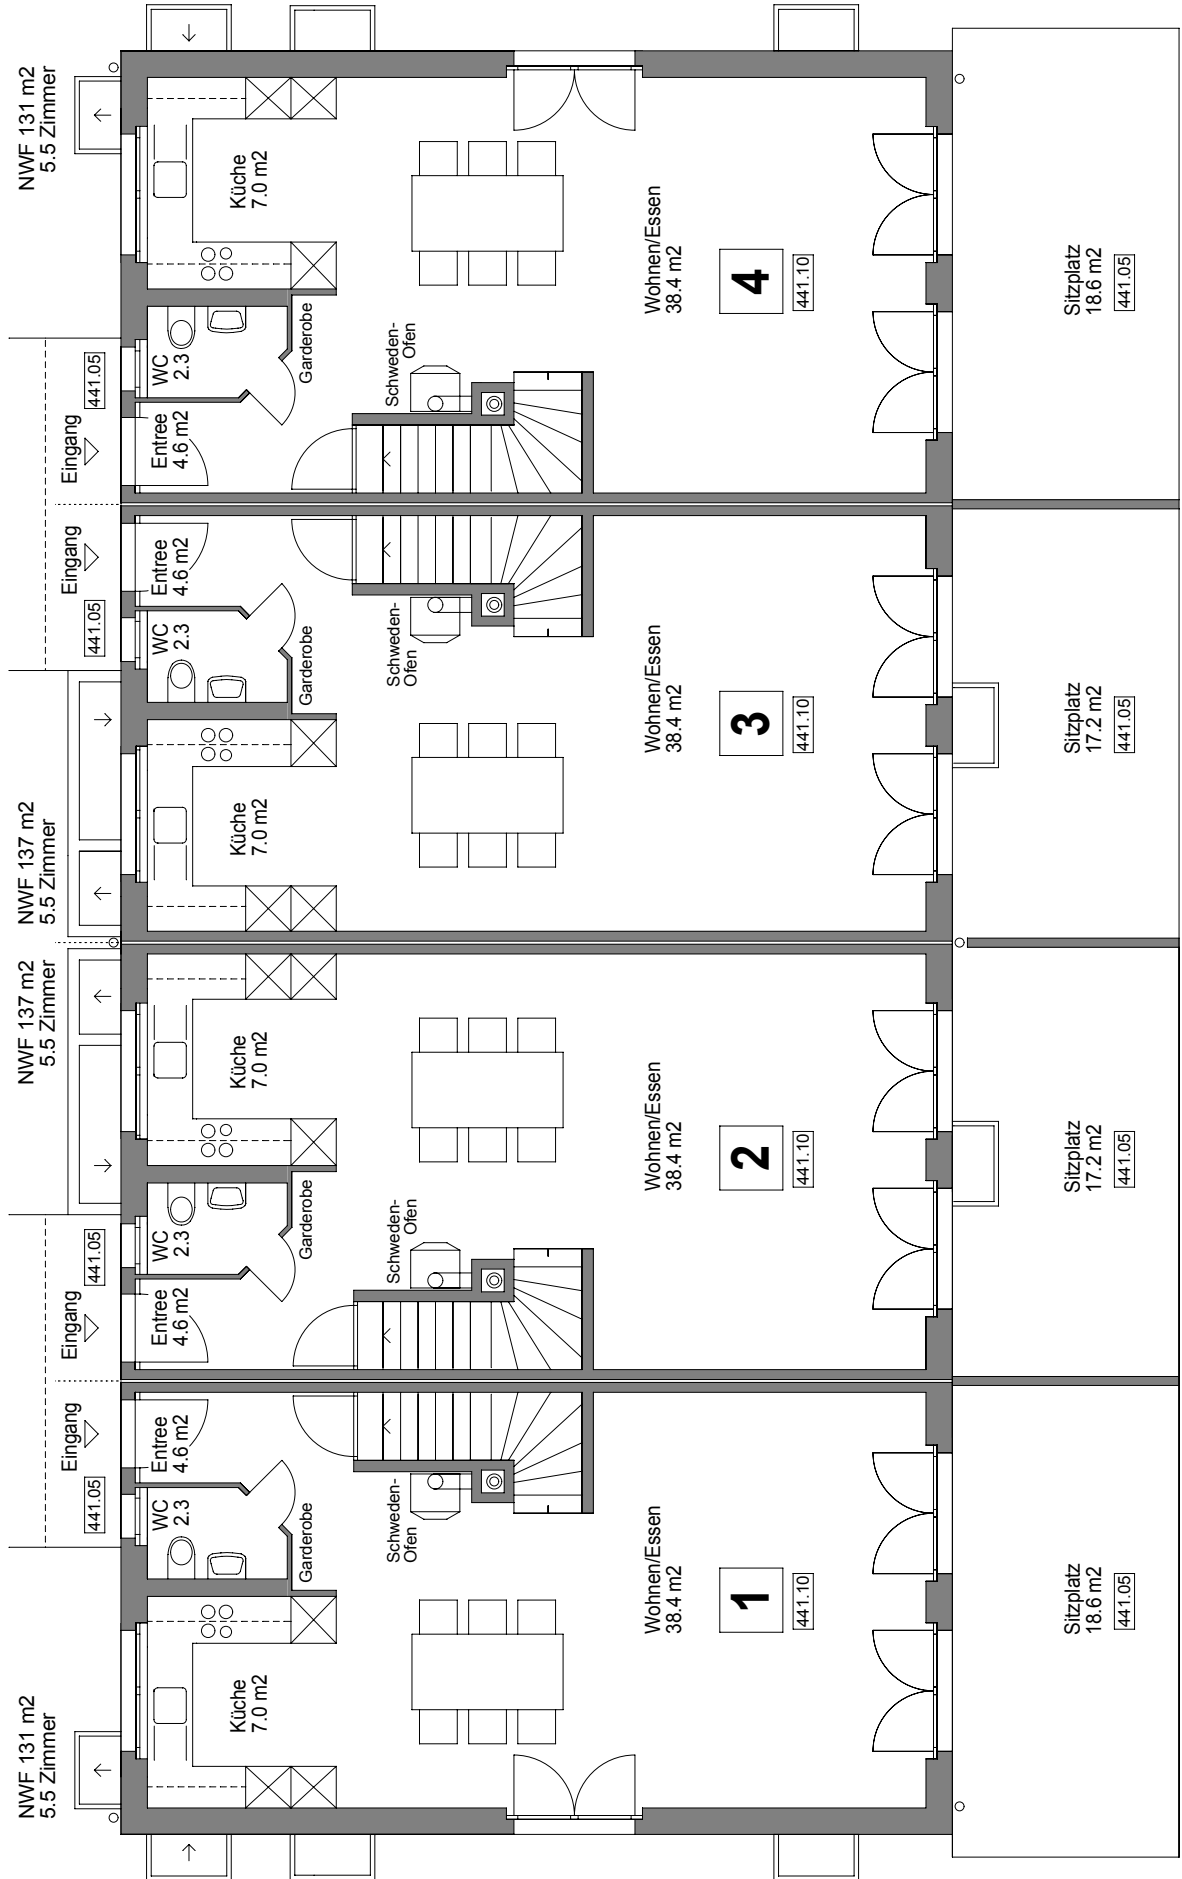 NWF 131 m2
5.5 Zimmer
NWF 137 m2
5.5 Zimmer
NWF 137 m2
5.5 Zimmer
NWF 131 m2
5.5 Zimmer
Eingang
441.05
Küche
7.0 m2
WC
2.3
Entree
4.6 m2
Garderobe
Schweden-
Ofen
Wohnen/Essen
38.4 m2
1
441.10
Sitzplatz
18.6 m2
441.05
Eingang
441.05
Entree
4.6 m2
WC
2.3
Küche
7.0 m2
Garderobe
Schweden-
Ofen
Wohnen/Essen
38.4 m2
2
441.10
Sitzplatz
17.2 m2
441.05
Eingang
441.05
Küche
7.0 m2
WC
2.3
Entree
4.6 m2
Garderobe
Schweden-
Ofen
Wohnen/Essen
38.4 m2
3
441.10
Sitzplatz
17.2 m2
441.05
Eingang
441.05
Entree
4.6 m2
WC
2.3
Küche
7.0 m2
Garderobe
Schweden-
Ofen
Wohnen/Essen
38.4 m2
4
441.10
Sitzplatz
18.6 m2
441.05